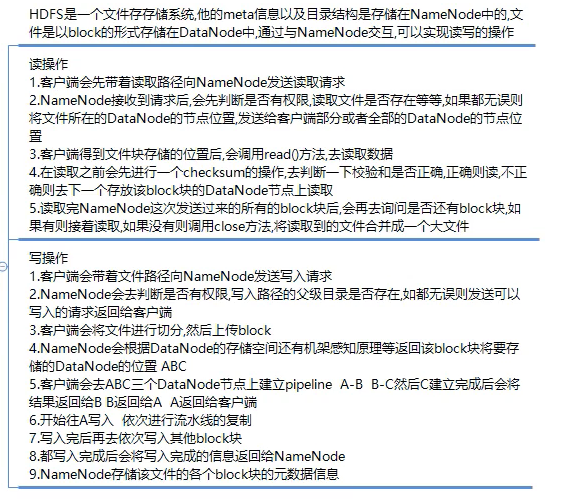 HDFS是一个文件存存储系统,他的meta信息以及目录结构是存储在NameNode中的,文
件是以block的形式存储在DataNode中,通过与NameNode交互,可以实现读写的操作
读操作
1.客户端会先带着读取路径向NameNode发送读取请求
2.NameNode接收到请求后,会先判断是否有权限,读取文件是否存在等等,如果都无误则
将文件所在的DataNode的节点位置,发送给客户端部分或者全部的DataNode的节点位
置
3.客户端得到文件块存储的位置后,会调用read()方法,去读取数据
4.在读取之前会先进行一个checksum的操作,去判断一下校验和是否正确,正确则读,不正
确则去下一个存放该block块的DataNode节点上读取
5.读取完NameNode这次发送过来的所有的block块后,会再去询问是否还有block块,如
果有则接着读取,如果没有则调用close方法,将读取到的文件合并成一个大文件
写操作
1.客户端会带着文件路径向NameNode发送写入请求
2.NameNode会去判断是否有权限,写入路径的父级目录是否存在,如都无误则发送可以
写入的请求返回给客户端
3.客户端会将文件进行切分,然后上传block
4.NameNode会根据DataNode的存储空间还有机架感知原理等返回该block块将要存
储的DataNode的位置 ABC
5.客户端会去ABC三个DataNode节点上建立pipeline A-B B-C然后C建立完成后会将
结果返回给B B返回给A A返回给客户端
6.开始往A写入 依次进行流水线的复制
7.写入完后再去依次写入其他block块
8.都写入完成后会将写入完成的信息返回给NameNode
9.NameNode存储该文件的各个block块的元数据信息